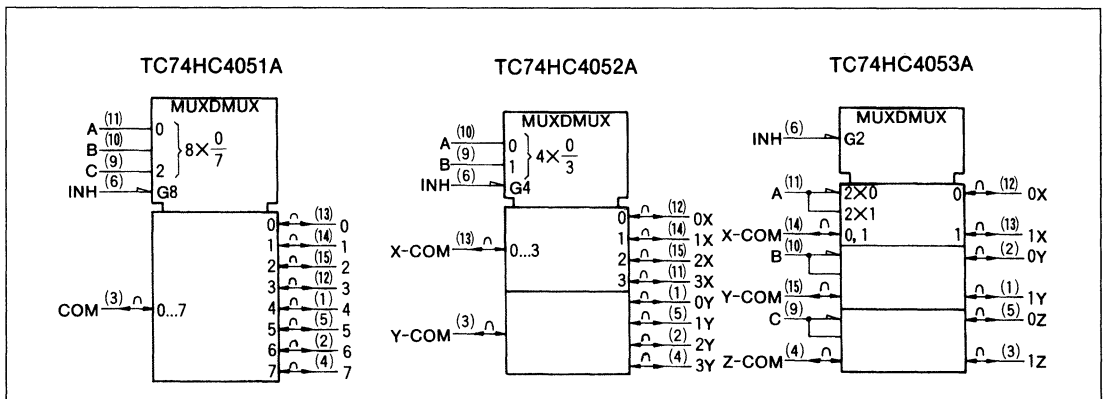 TC74HC4051A
MUXDMUX
A (11) 0
B (10) 8×0/7
C (9) 2
INH (6) G8
0 ∩ (13) 0
1 ∩ (14) 1
2 ∩ (15) 2
3 ∩ (12) 3
COM (3) ∩ 0...7
4 ∩ (1) 4
5 ∩ (5) 5
6 ∩ (2) 6
7 ∩ (4) 7
TC74HC4052A
MUXDMUX
A (10) 0
4×0/3
B (9) 1
INH (6) G4
0 ∩ (12) 0X
1 ∩ (14) 1X
X-COM (13) ∩ 0...3
2 ∩ (15) 2X
3 ∩ (11) 3X
∩ (1) 0Y
∩ (5) 1Y
Y-COM (3) ∩
∩ (2) 2Y
∩ (4) 3Y
TC74HC4053A
MUXDMUX
INH (6) G2
A (11) 2×0 0 ∩ (12) 0X
2×1
X-COM (14) ∩ 0, 1 1 ∩ (13) 1X
B (10) ∩ (2) 0Y
Y-COM (15) ∩ ∩ (1) 1Y
C (9) ∩ (5) 0Z
Z-COM (4) ∩ ∩ (3) 1Z